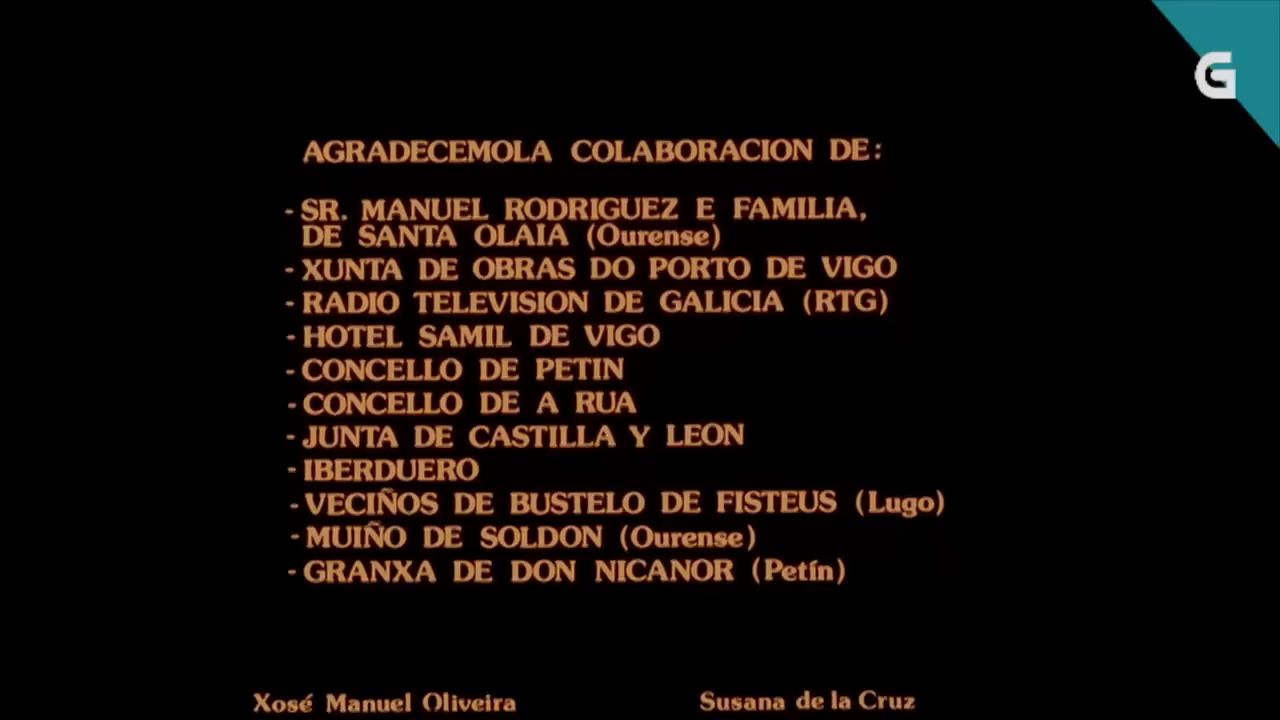 G
AGRADECEMOLA COLABORACION DE:
- SR. MANUEL RODRIGUEZ E FAMILIA,
DE SANTA OLAIA (Ourense)
- XUNTA DE OBRAS DO PORTO DE VIGO
- RADIO TELEVISION DE GALICIA (RTG)
- HOTEL SAMIL DE VIGO
- CONCELLO DE PETIN
- CONCELLO DE A RUA
- JUNTA DE CASTILLA Y LEON
- IBERDUERO
- VECIÑOS DE BUSTELO DE FISTEUS (Lugo)
- MUIÑO DE SOLDON (Ourense)
- GRANXA DE DON NICANOR (Petín)
Xosé Manuel Oliveira Susana de la Cruz